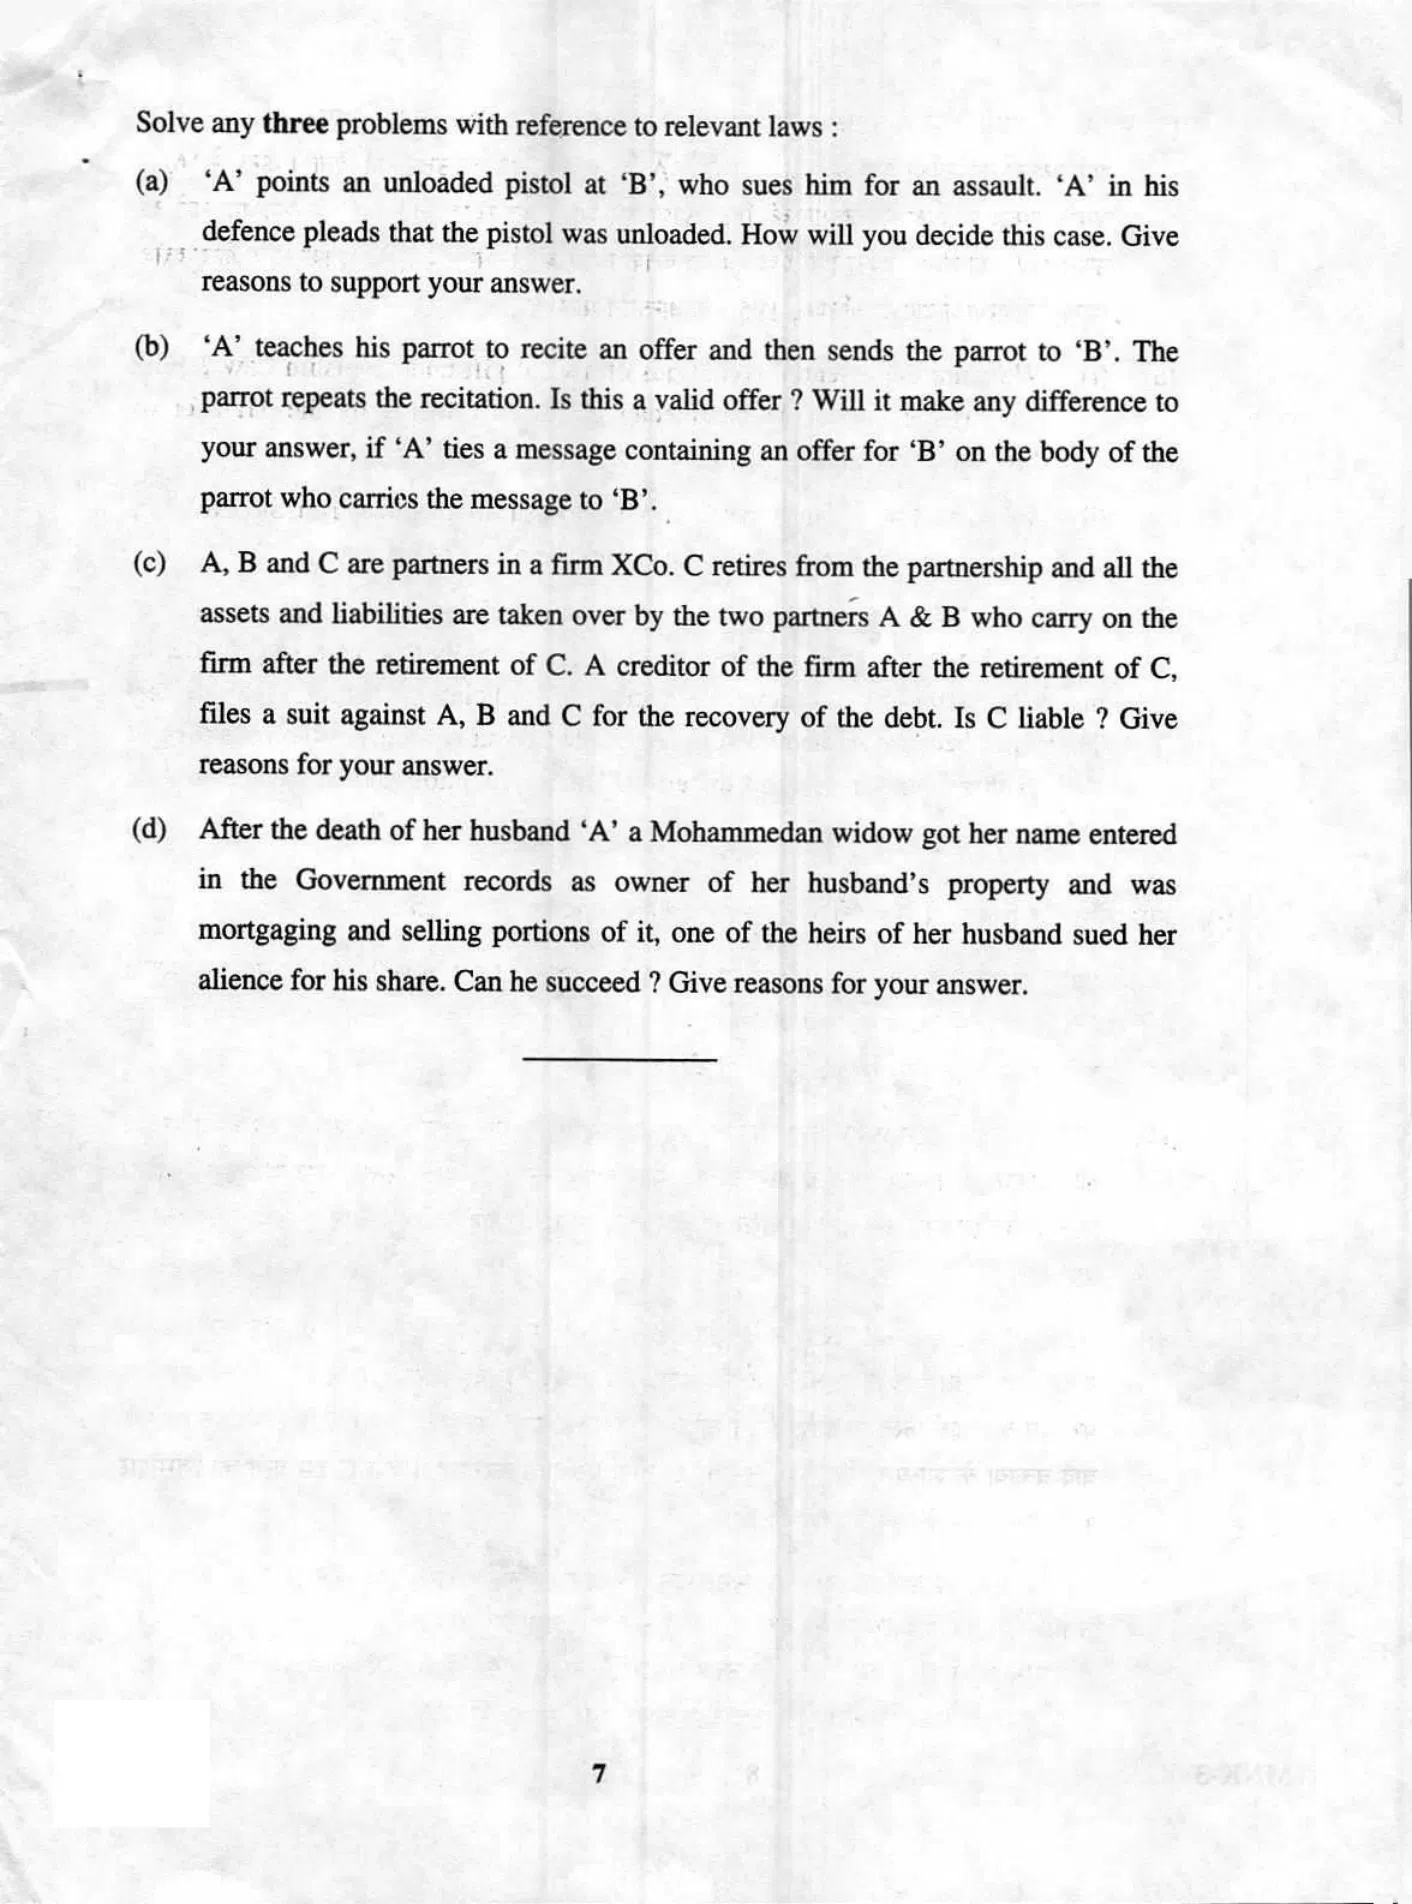 Solve any three problems with reference to relevant laws :
(a) 'A' points an unloaded pistol at 'B', who sues him for an assault. 'A' in his
defence pleads that the pistol was unloaded. How will you decide this case. Give
reasons to support your answer.
(b) 'A' teaches his parrot to recite an offer and then sends the parrot to 'B'. The
parrot repeats the recitation. Is this a valid offer ? Will it make any difference to
your answer, if 'A' ties a message containing an offer for 'B' on the body of the
parrot who carries the message to 'B'.
(c) A, B and C are partners in a firm XCo. C retires from the partnership and all the
assets and liabilities are taken over by the two partners A & B who carry on the
firm after the retirement of C. A creditor of the firm after the retirement of C,
files a suit against A, B and C for the recovery of the debt. Is C liable ? Give
reasons for your answer.
(d) After the death of her husband 'A' a Mohammedan widow got her name entered
in the Government records as owner of her husband's property and was
mortgaging and selling portions of it, one of the heirs of her husband sued her
alience for his share. Can he succeed ? Give reasons for your answer.
7